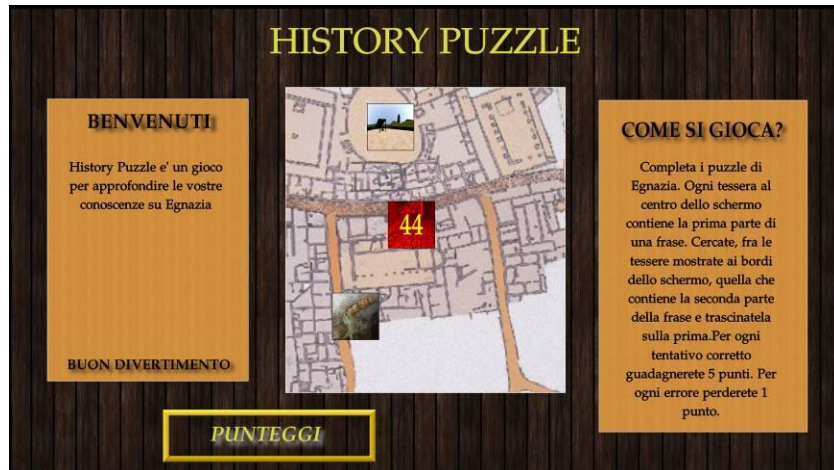 HISTORY PUZZLE
BENVENUTI
History Puzzle e' un gioco
per approfondire le vostre
conoscenze su Egnazia
BUON DIVERTIMENTO
44
COME SI GIOCA?
Completa i puzzle di
Egnazia. Ogni tessera al
centro dello schermo
contiene la prima parte di
una frase. Cercate, fra le
tessere mostrate ai bordi
dello schermo, quella che
contiene la seconda parte
della frase e trascinatela
sulla prima.Per ogni
tentativo corretto
guadagnerete 5 punti. Per
ogni errore perderete 1
punto.
PUNTEGGI